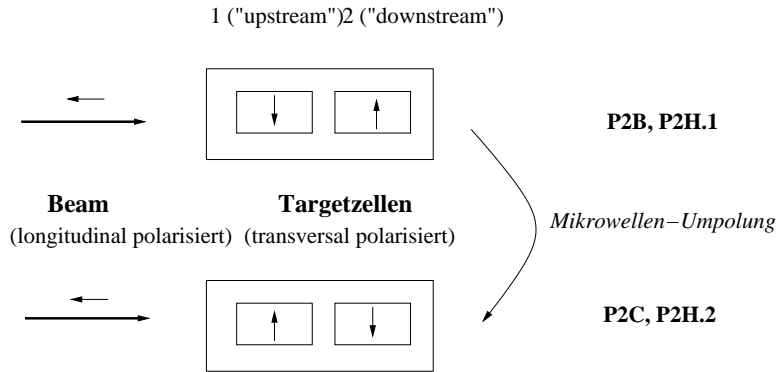 1 ("upstream")2 ("downstream")
P2B, P2H.1
Beam
Targetzellen
(longitudinal polarisiert) (transversal polarisiert)
Mikrowellen−Umpolung
P2C, P2H.2